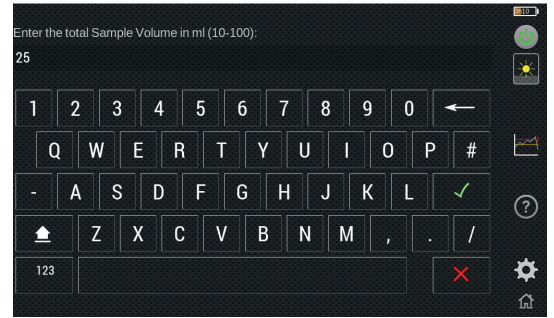 10
Enter the total Sample Volume in ml (10-100):
25
1 2 3 4 5 6 7 8 9 0
Q W E R T Y U I O P #
- A S D F G H J K L
Z X C V B N M , . /
123
?